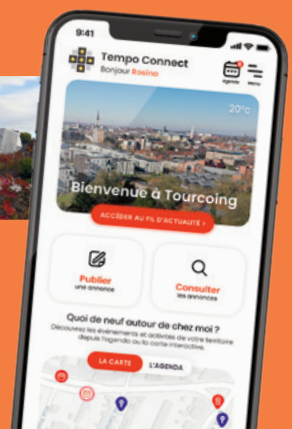 9:41
Tempo Connect
Bonjour Rosina
Agenda
Menu
20°C
Bienvenue à Tourcoing
ACCÉDER AU FIL D'ACTUALITÉ ›
Publier
une annonce
Consulter
les annonces
Quoi de neuf autour de chez moi ?
Découvrez les événements et activités de votre territoire
depuis l'agenda ou la carte interactive.
LA CARTE
L'AGENDA